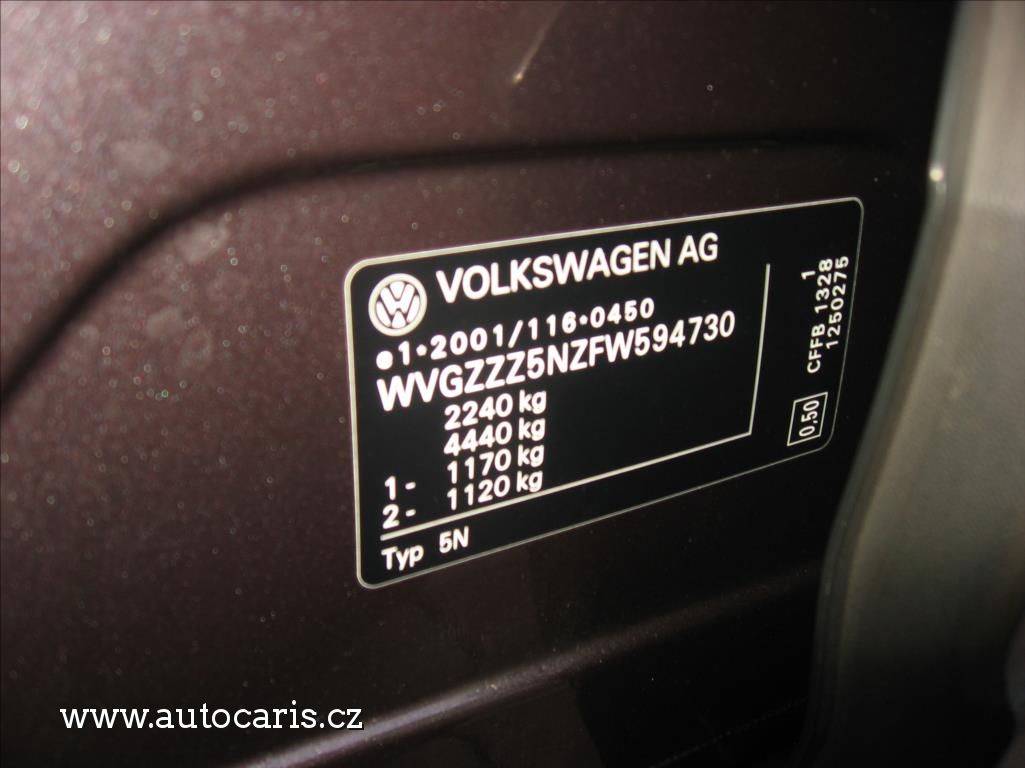 VOLKSWAGEN AG
e1*2001/116*0450
WVGZZZ5NZFW594730
2240 kg
4440 kg
1 - 1170 kg
2 - 1120 kg
Typ 5N
1
CFFB 1328
1250275
0,50
www.autocaris.cz